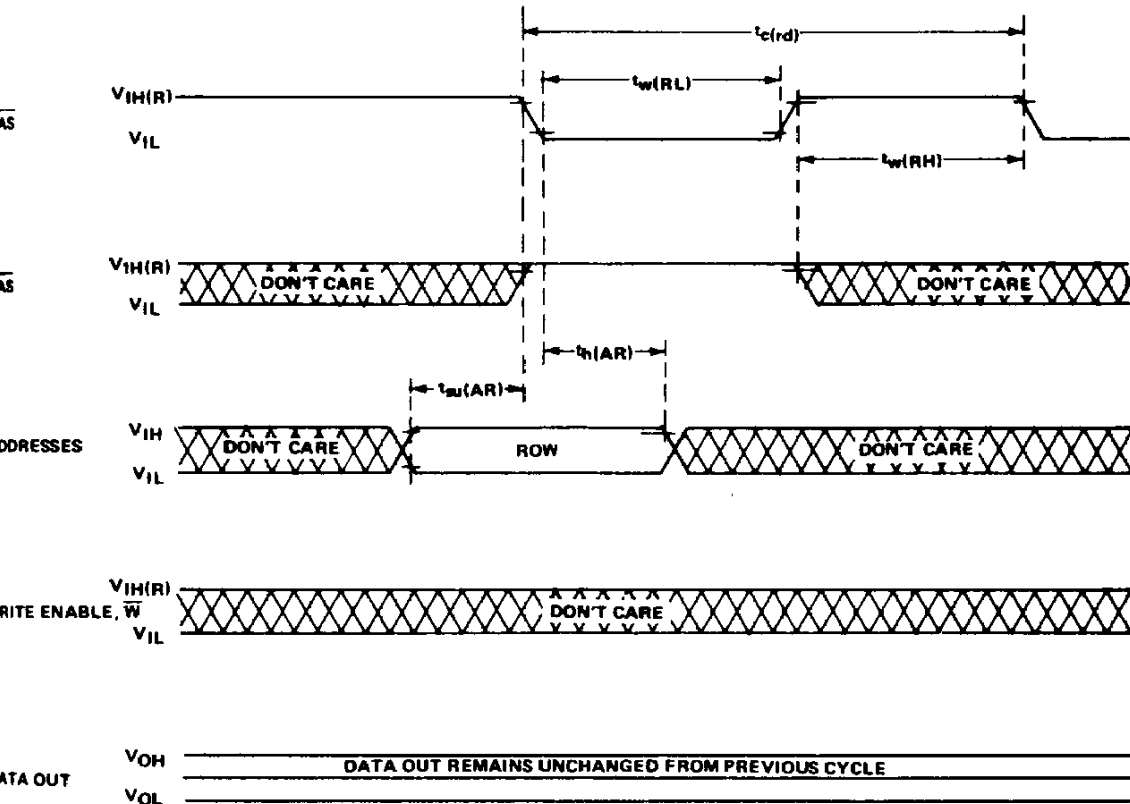 tc(rd)
tw(RL)
VIH(R)
AS
VIL
tw(RH)
VIH(R)
AS
DON'T CARE
DON'T CARE
VIL
th(AR)
tsu(AR)
VIH
DDRESSES
DON'T CARE
ROW
DON'T CARE
VIL
VIH(R)
RITE ENABLE, W
DON'T CARE
VIL
VOH
DATA OUT REMAINS UNCHANGED FROM PREVIOUS CYCLE
ATA OUT
VOL